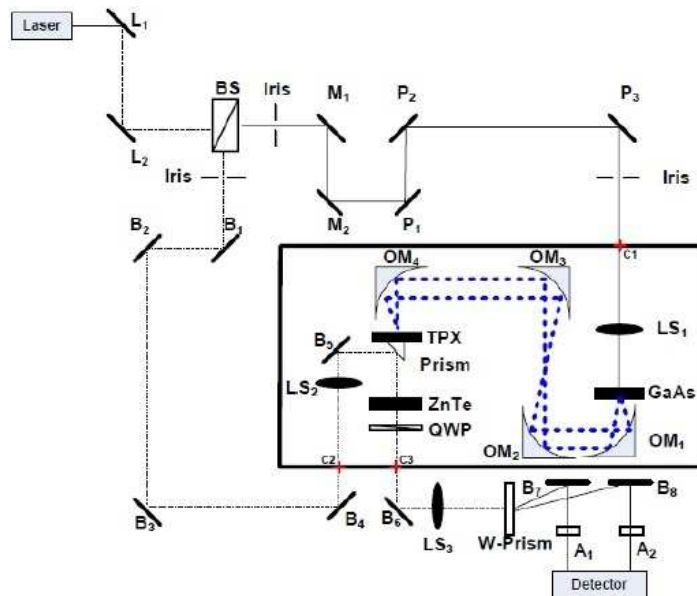 Laser
L1
BS
Iris
M1
P2
P3
L2
Iris
Iris
M2
P1
B2
B1
C1
OM4
OM3
LS1
B5
TPX
Prism
LS2
GaAs
ZnTe
QWP
OM2
OM1
C2
C3
B7
B8
B3
B4
B6
LS3
W-Prism
A1
A2
Detector